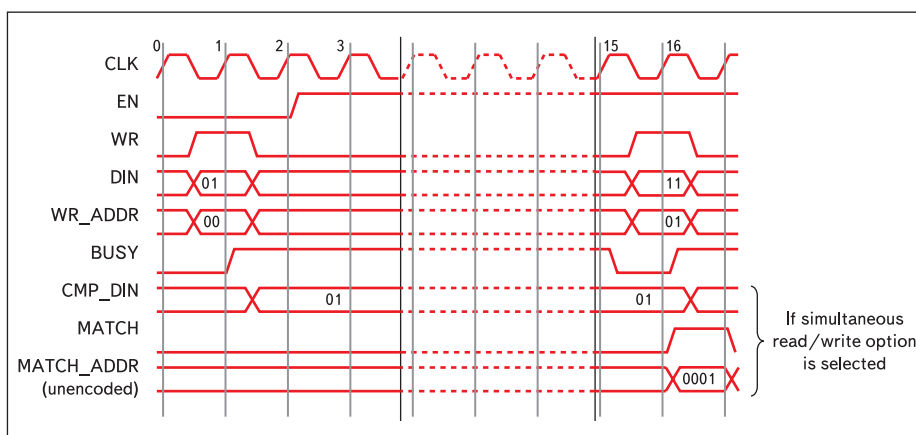 0 1 2 3 15 16
CLK
EN
WR
DIN 01 11
WR_ADDR 00 01
BUSY
CMP_DIN 01 01
MATCH
MATCH_ADDR 0001
(unencoded)
If simultaneous
read/write option
is selected